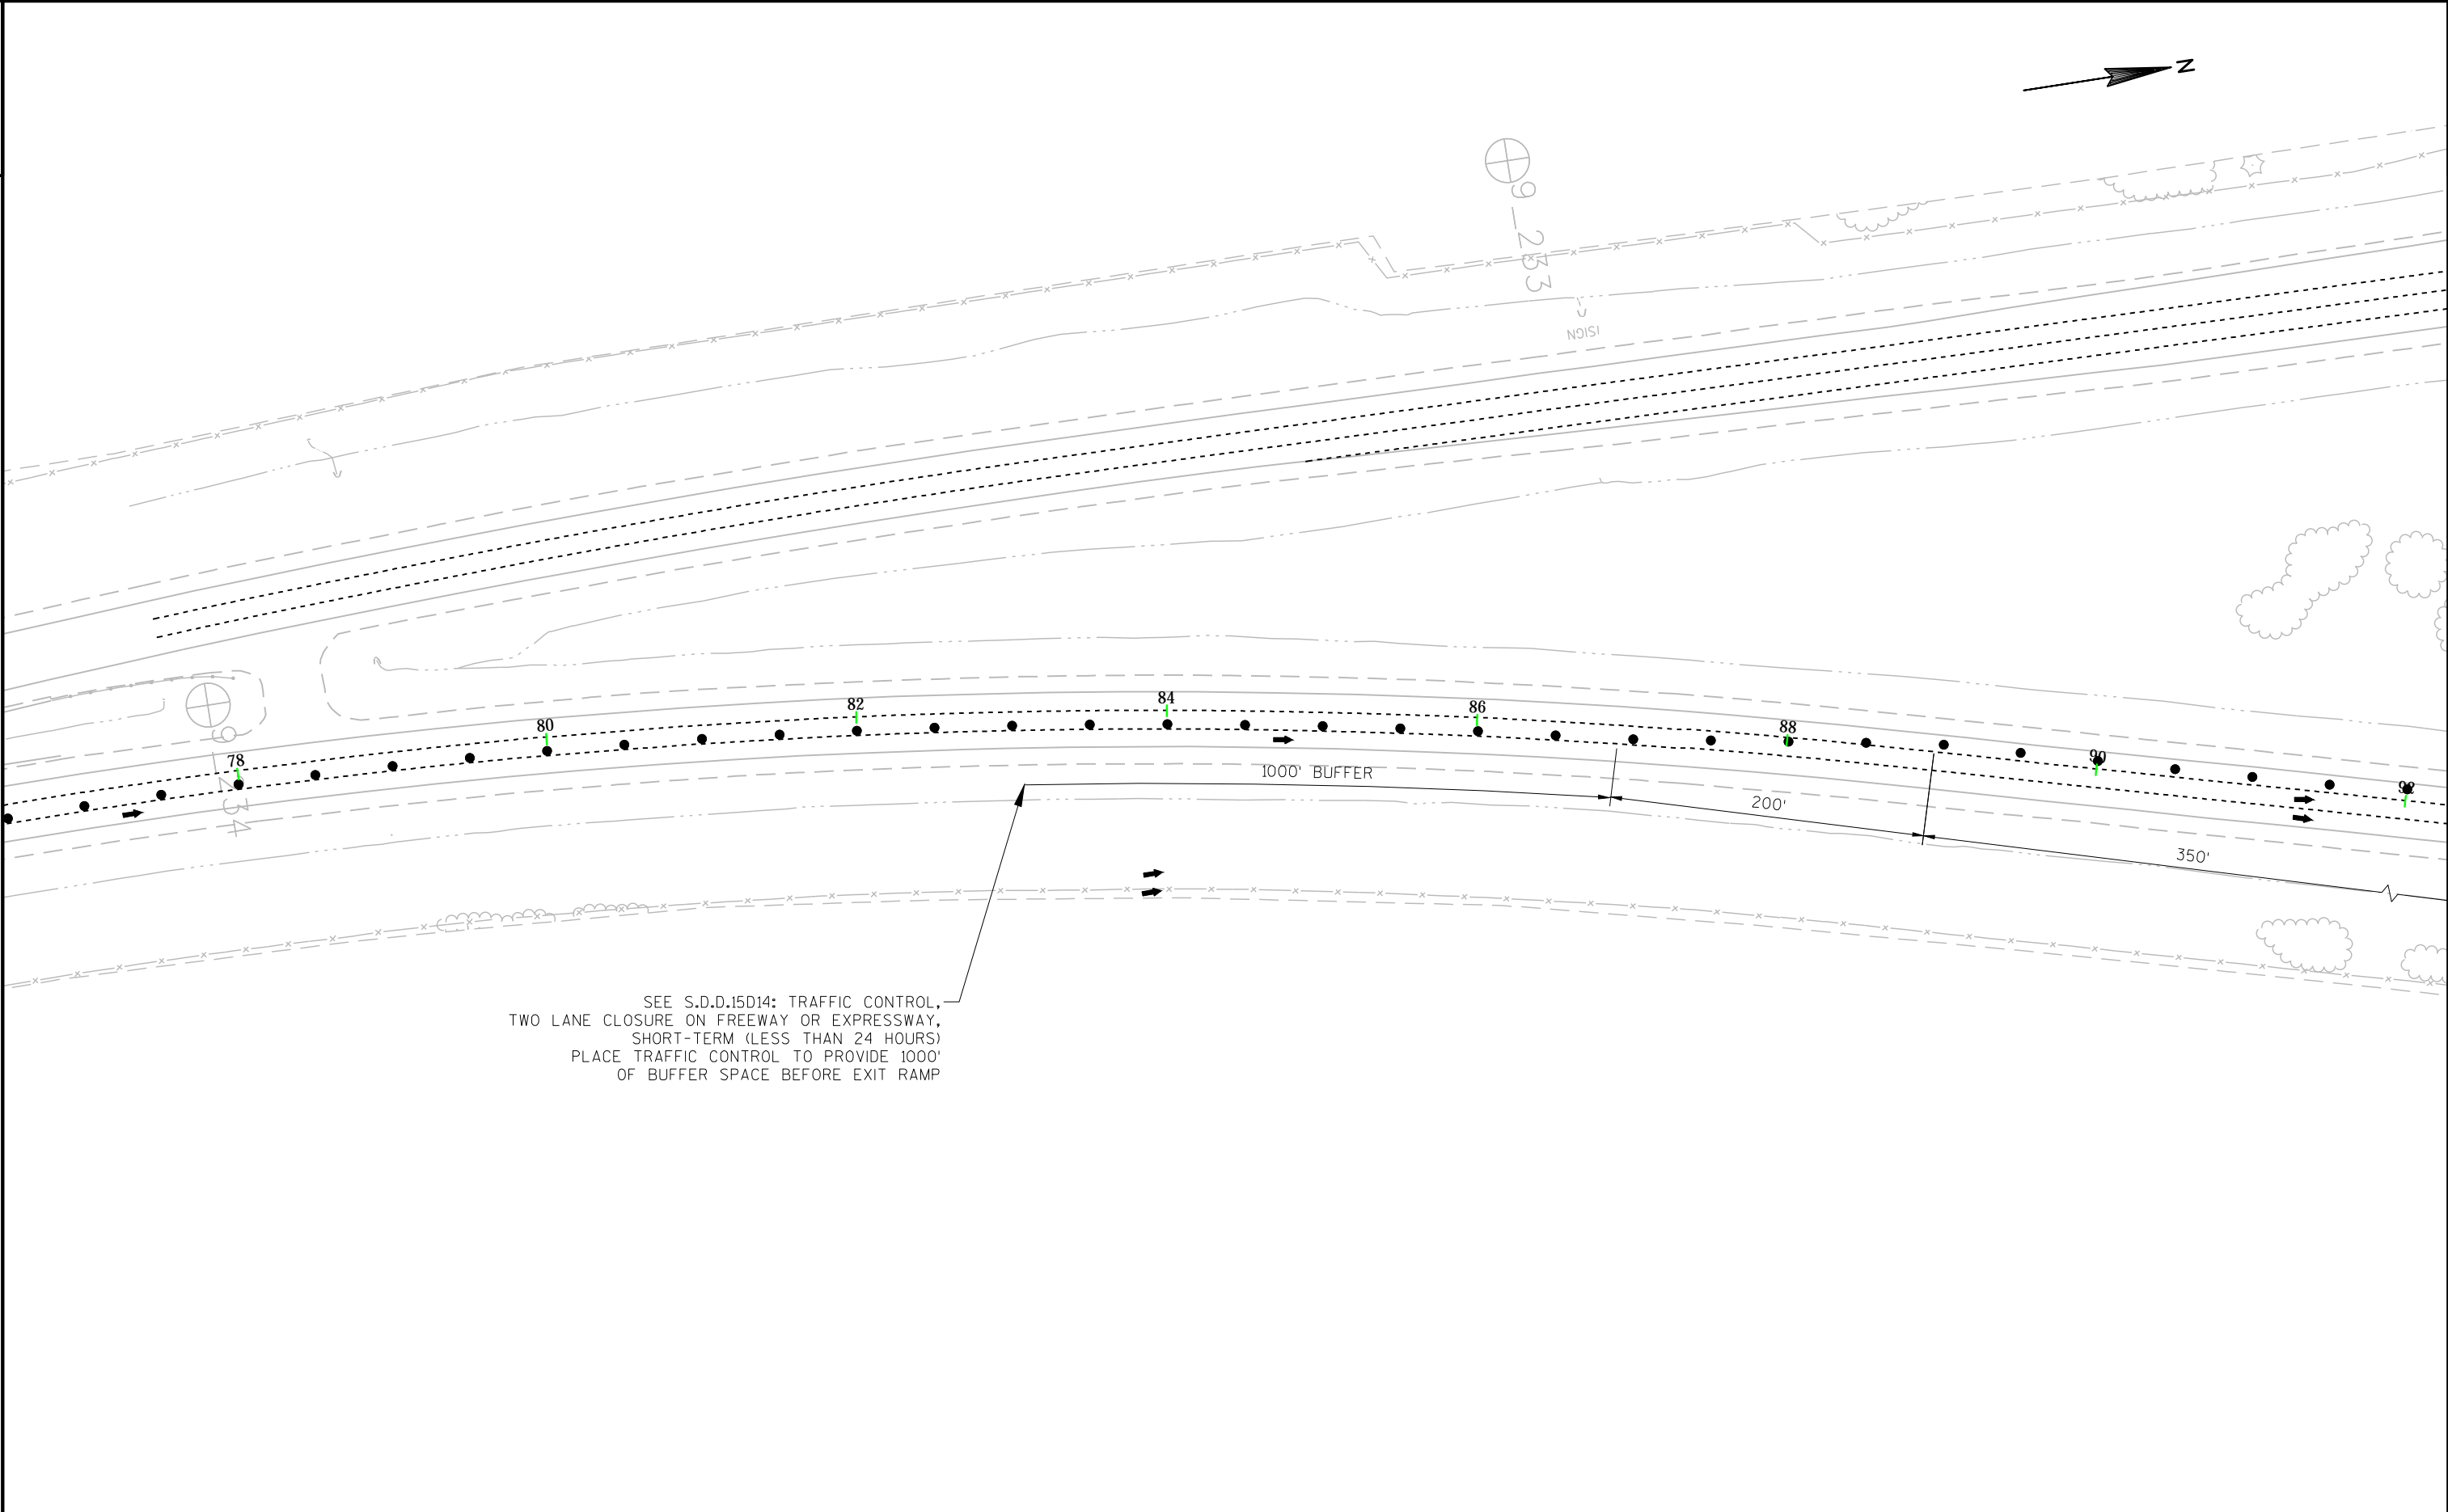 N
9_233
ISIGN
9_234
78
80
82
84
86
88
90
92
1000' BUFFER
200'
350'
SEE S.D.D.15D14: TRAFFIC CONTROL,
TWO LANE CLOSURE ON FREEWAY OR EXPRESSWAY,
SHORT-TERM (LESS THAN 24 HOURS)
PLACE TRAFFIC CONTROL TO PROVIDE 1000'
OF BUFFER SPACE BEFORE EXIT RAMP